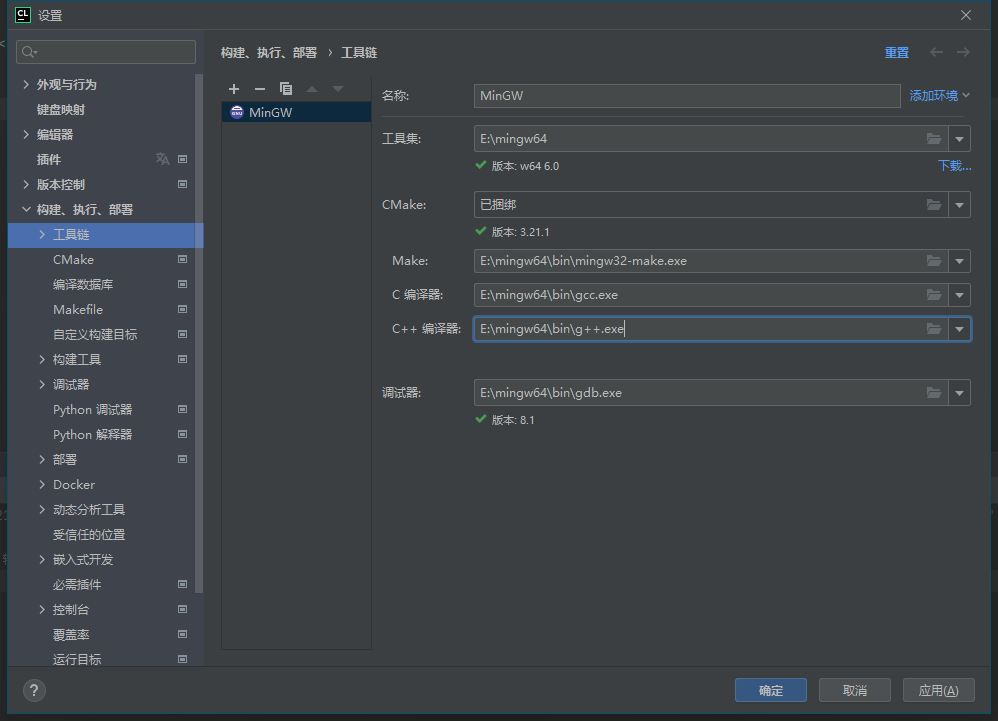 CL 设置
外观与行为
键盘映射
编辑器
插件
版本控制
构建、执行、部署
工具链
CMake
编译数据库
Makefile
自定义构建目标
构建工具
调试器
Python 调试器
Python 解释器
部署
Docker
动态分析工具
受信任的位置
嵌入式开发
必需插件
控制台
覆盖率
运行目标
构建、执行、部署 › 工具链
重置
MinGW
名称: MinGW 添加环境
工具集: E:\mingw64
版本: w64 6.0 下载...
CMake: 已捆绑
版本: 3.21.1
Make: E:\mingw64\bin\mingw32-make.exe
C 编译器: E:\mingw64\bin\gcc.exe
C++ 编译器: E:\mingw64\bin\g++.exe
调试器: E:\mingw64\bin\gdb.exe
版本: 8.1
? 确定 取消 应用(A)